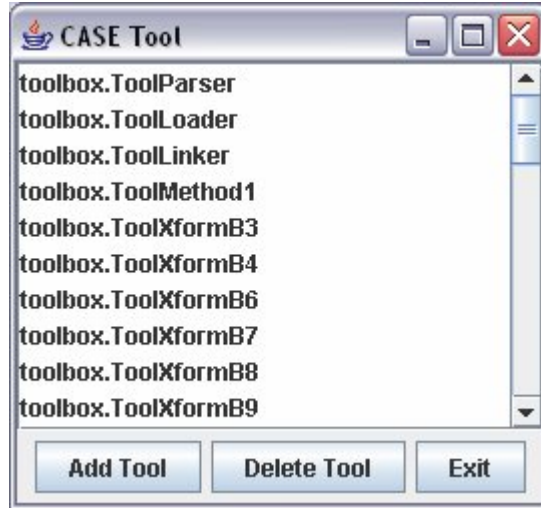 CASE Tool
toolbox.ToolParser
toolbox.ToolLoader
toolbox.ToolLinker
toolbox.ToolMethod1
toolbox.ToolXformB3
toolbox.ToolXformB4
toolbox.ToolXformB6
toolbox.ToolXformB7
toolbox.ToolXformB8
toolbox.ToolXformB9
Add Tool Delete Tool Exit